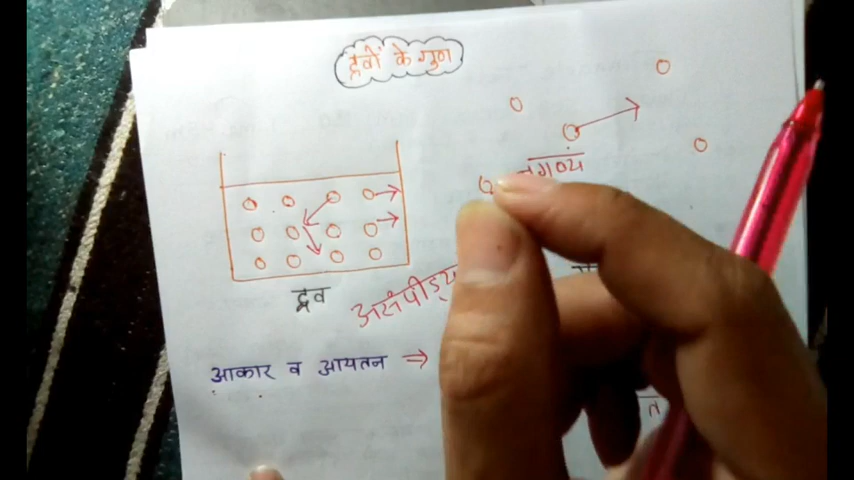 द्रवों के गुण
नगण्य
द्रव
असंपीड्य
आकार व आयतन →
त